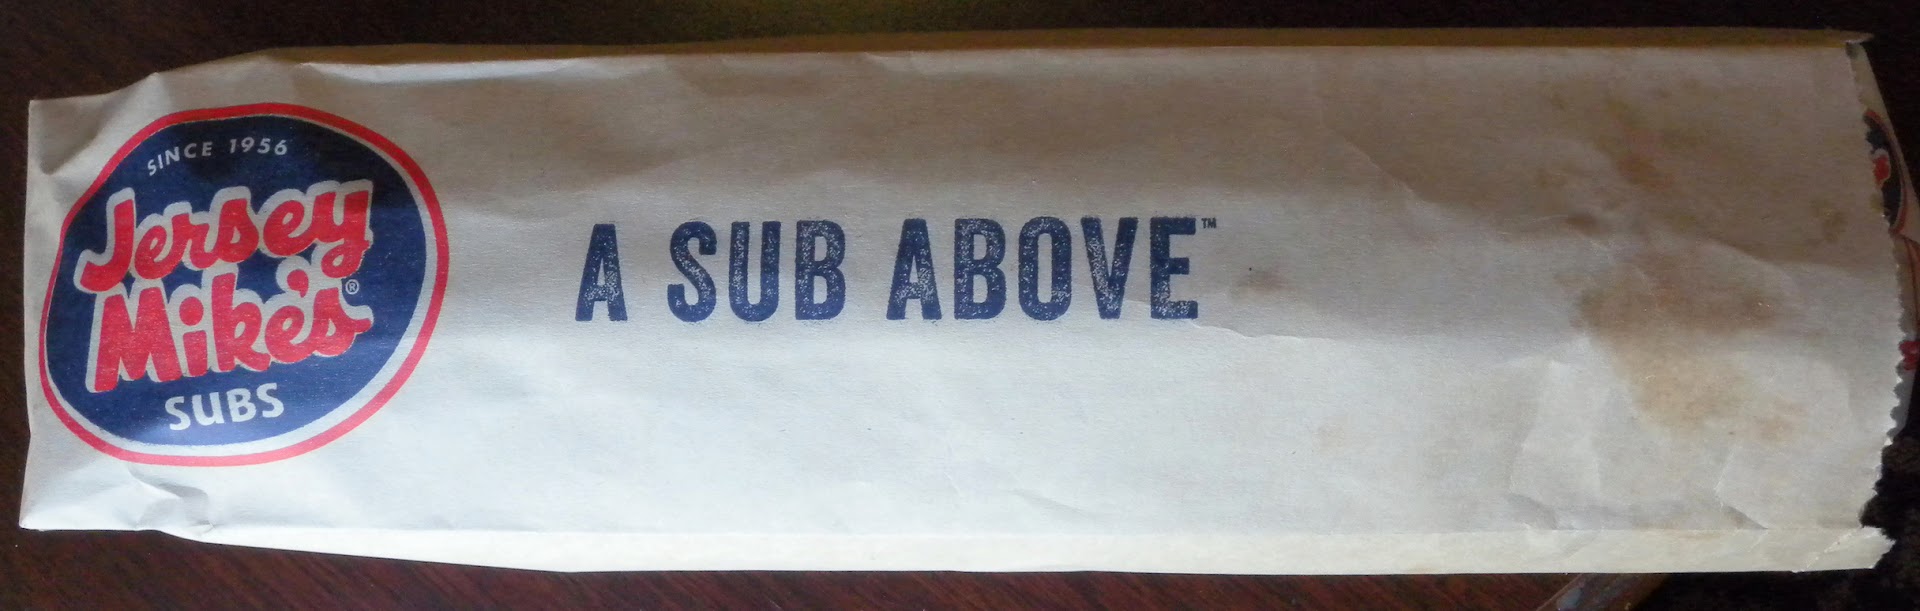 SINCE 1956
Jersey
Mike's®
SUBS
A SUB ABOVE™